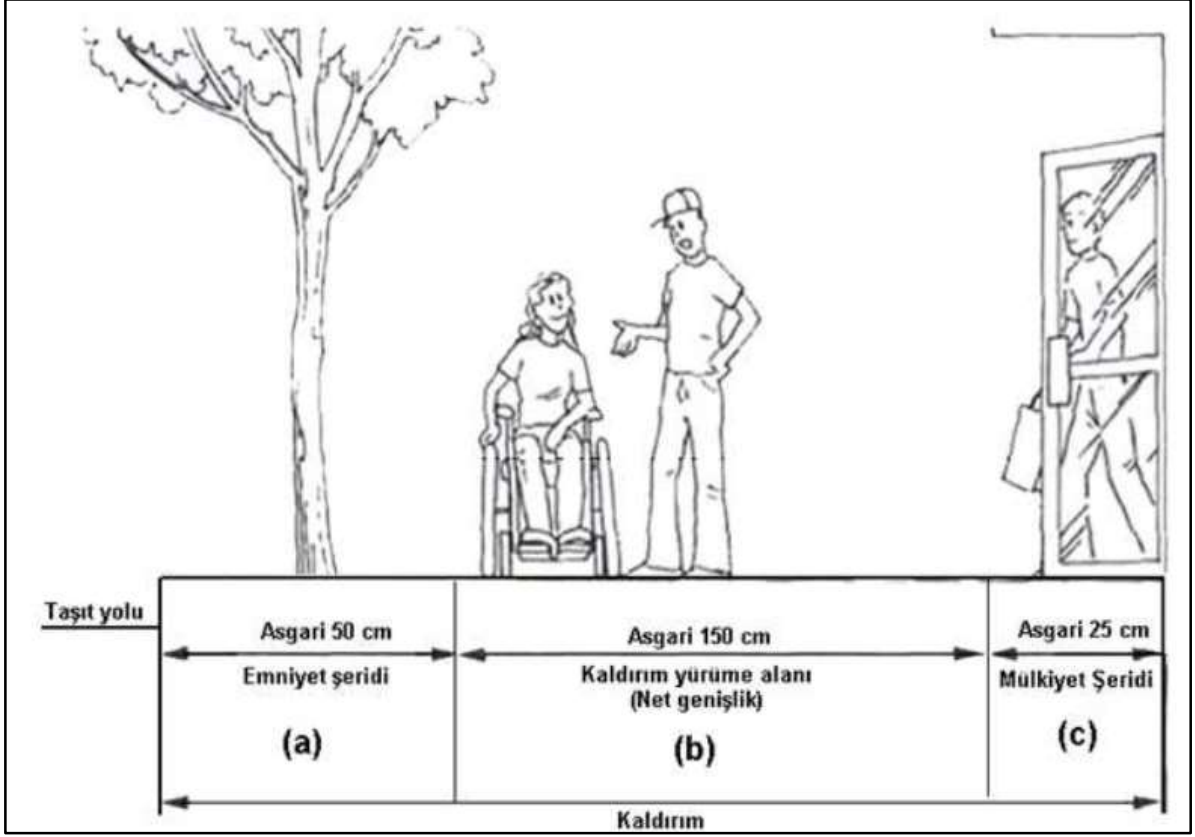 Taşıt yolu
Asgari 50 cm
Emniyet şeridi
(a)
Asgari 150 cm
Kaldırım yürüme alanı
(Net genişlik)
(b)
Asgari 25 cm
Mülkiyet Şeridi
(c)
Kaldırım